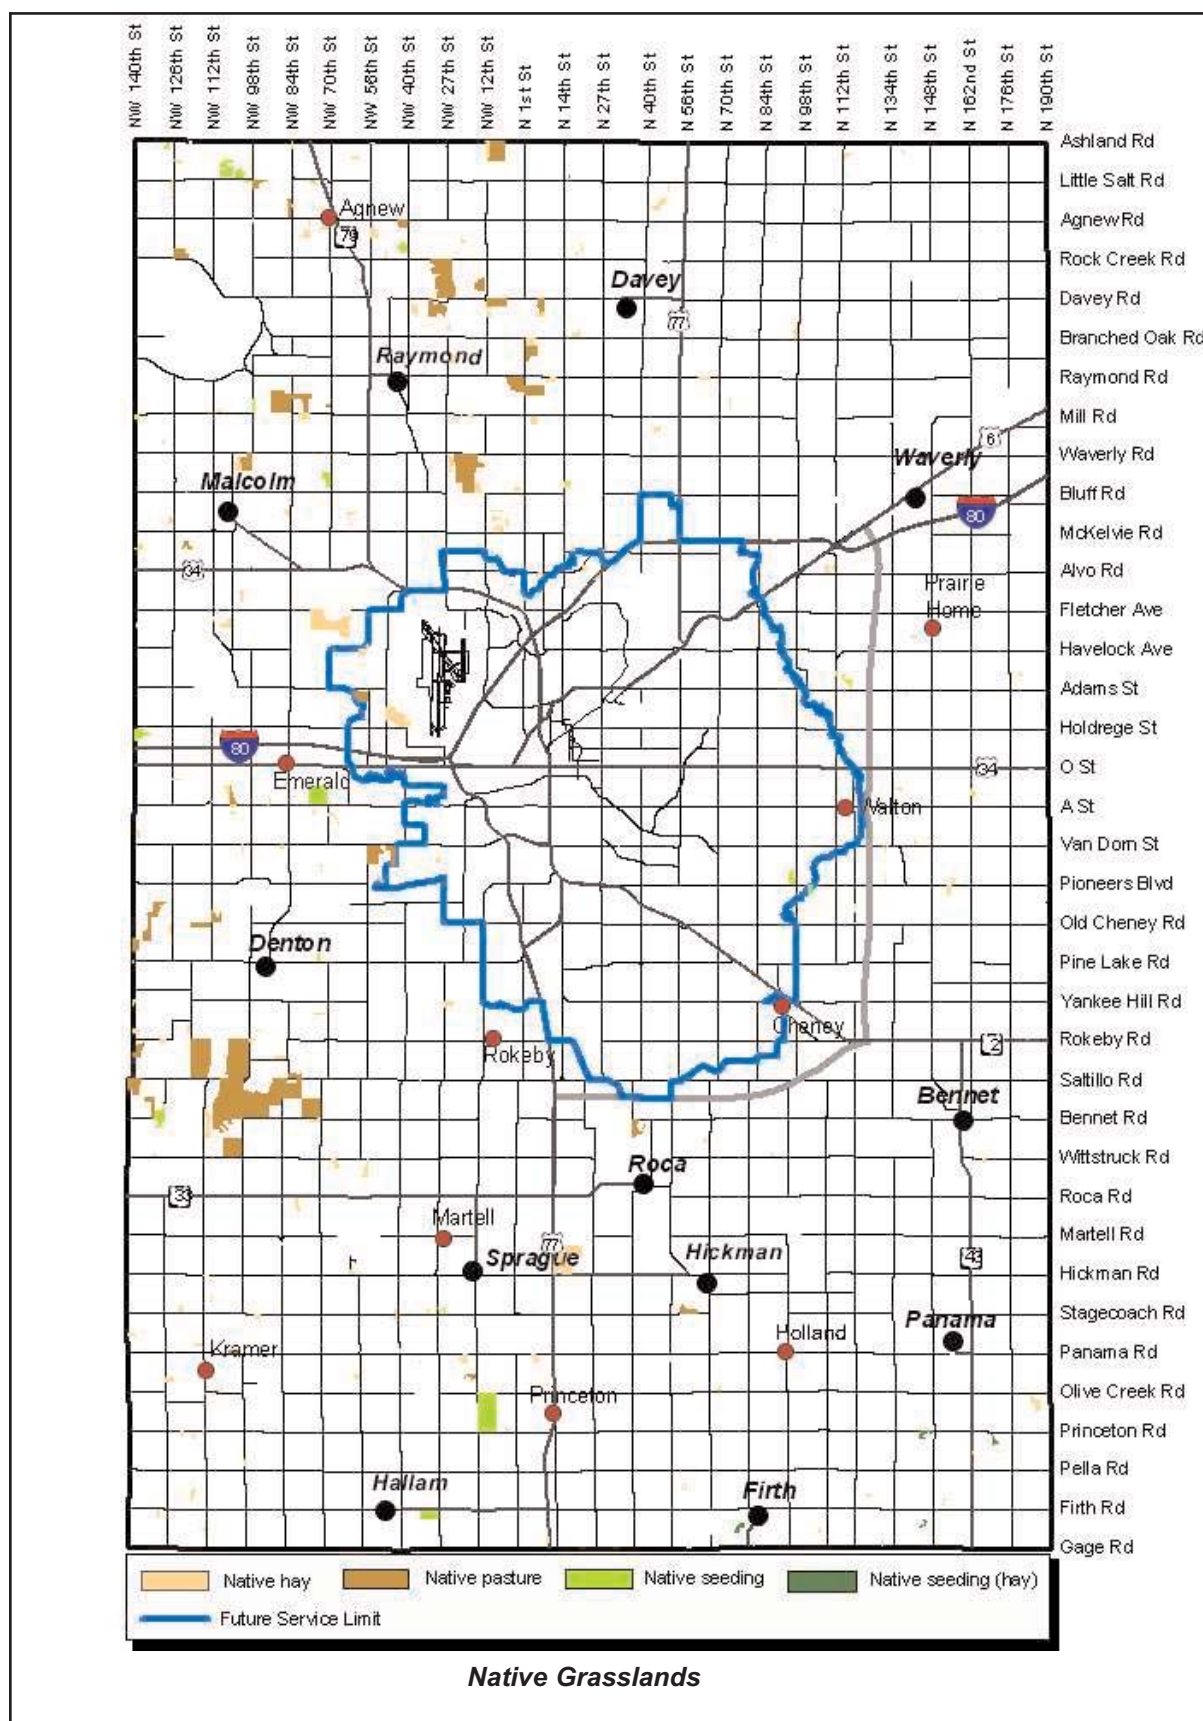 NW 140th St
NW 126th St
NW 112th St
NW 98th St
NW 84th St
NW 70th St
NW 56th St
NW 40th St
NW 27th St
NW 12th St
N 1st St
N 14th St
N 27th St
N 40th St
N 56th St
N 70th St
N 84th St
N 98th St
N 112th St
N 134th St
N 148th St
N 162nd St
N 176th St
N 190th St
Ashland Rd
Little Salt Rd
Agnew Rd
Rock Creek Rd
Davey Rd
Branched Oak Rd
Raymond Rd
Mill Rd
Waverly Rd
Bluff Rd
McKelvie Rd
Alvo Rd
Fletcher Ave
Havelock Ave
Adams St
Holdrege St
O St
A St
Van Dorn St
Pioneers Blvd
Old Cheney Rd
Pine Lake Rd
Yankee Hill Rd
Rokeby Rd
Saltillo Rd
Bennet Rd
Wittstruck Rd
Roca Rd
Martell Rd
Hickman Rd
Stagecoach Rd
Panama Rd
Olive Creek Rd
Princeton Rd
Pella Rd
Firth Rd
Gage Rd
Agnew
79
Davey
77
Raymond
6
Waverly
Malcolm
80
34
Prairie
Home
80
Emerald
34
Walton
Denton
Cheney
Rokeby
2
Bennet
Roca
33
Martell
77
Sprague
Hickman
43
Panama
Holland
Kramer
Princeton
Hallam
Firth
Native hay
Native pasture
Native seeding
Native seeding (hay)
Future Service Limit
Native Grasslands